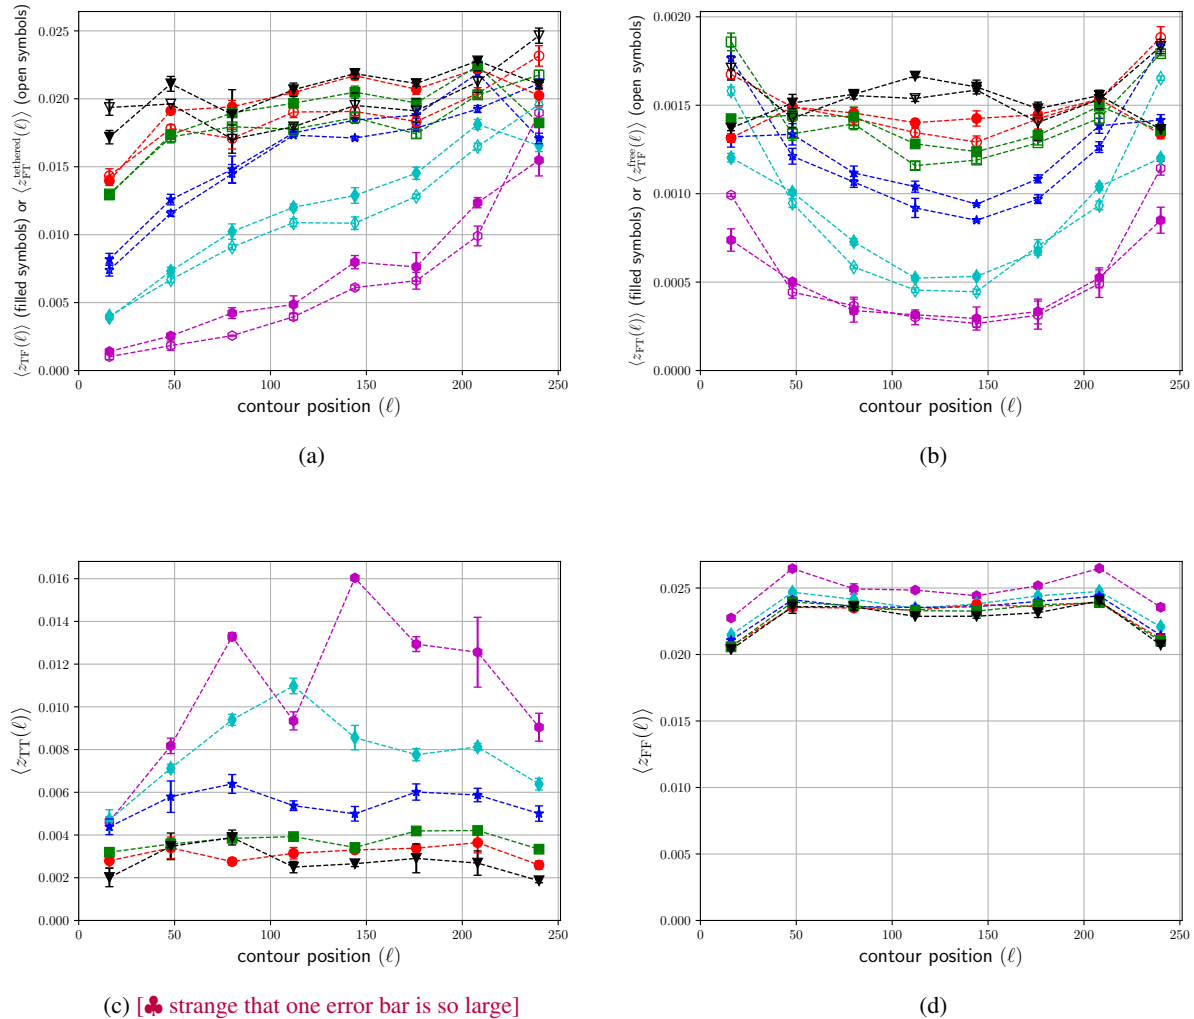 ⟨z_TF(ℓ)⟩ (filled symbols) or ⟨z_FT^tethered(ℓ)⟩ (open symbols)
0.025
0.020
0.015
0.010
0.005
0.000
0 50 100 150 200 250
contour position (ℓ)
(a)
⟨z_FT(ℓ)⟩ (filled symbols) or ⟨z_TF^free(ℓ)⟩ (open symbols)
0.0020
0.0015
0.0010
0.0005
0.0000
0 50 100 150 200 250
contour position (ℓ)
(b)
⟨z_TT(ℓ)⟩
0.016
0.014
0.012
0.010
0.008
0.006
0.004
0.002
0.000
0 50 100 150 200 250
contour position (ℓ)
(c) [♣ strange that one error bar is so large]
⟨z_FF(ℓ)⟩
0.025
0.020
0.015
0.010
0.005
0.000
0 50 100 150 200 250
contour position (ℓ)
(d)